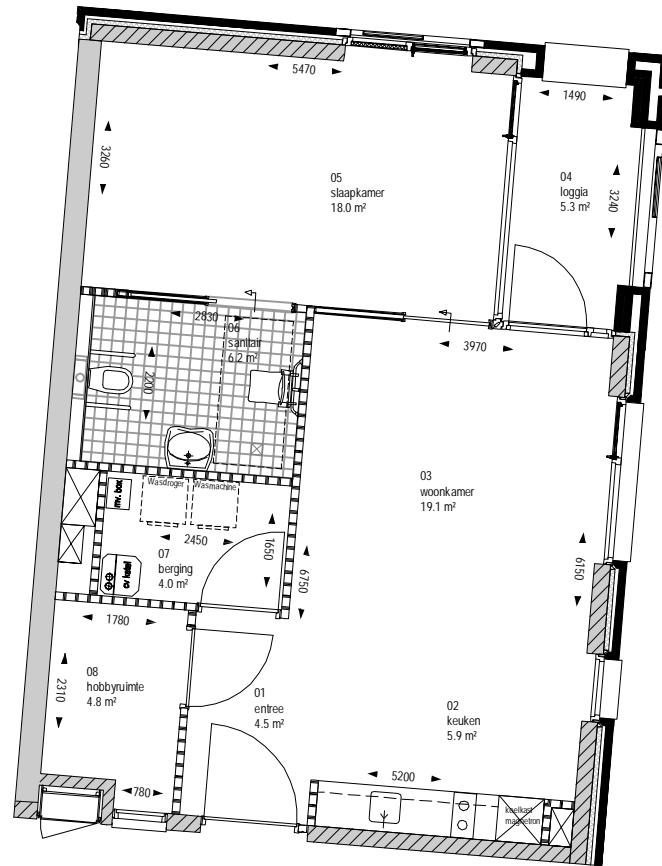 5470
1490
3260
05
slaapkamer
18.0 m²
04
loggia
5.3 m²
3240
2830
06
sanitair
6.2 m²
3970
2200
03
woonkamer
19.1 m²
mv. box
Wasdroger
Wasmachine
2450
1650
07
berging
4.0 m²
cv ketel
6750
6150
1780
2310
08
hobbyruimte
4.8 m²
01
entree
4.5 m²
02
keuken
5.9 m²
780
5200
koelkast
magnetron